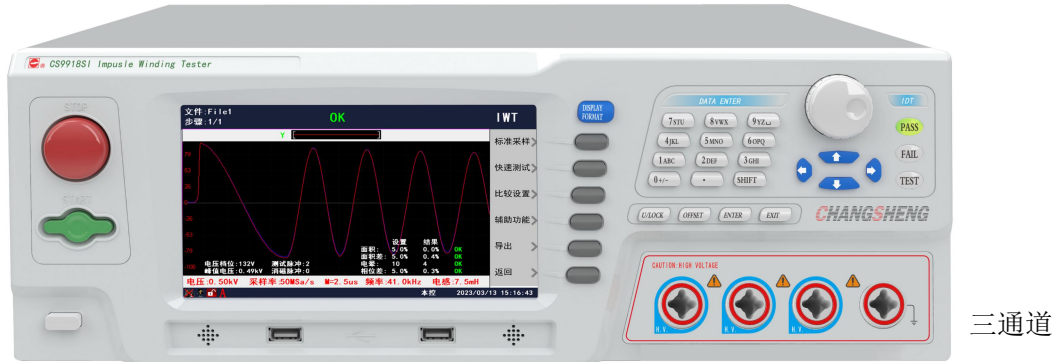 CS9918SI Impusle Winding Tester
STOP
START
文件:File1
步骤:1/1
OK
IWT
Y
标准采样>
快速测试>
比较设置>
辅助功能>
导出 >
返回 >
设置 结果
面积: 5.0% 0.0% OK
面积差: 5.0% 0.4% OK
电晕: 10 4 OK
相位差: 5.0% 0.3% OK
电压档位:132V 测试脉冲:2
峰值电压:0.49kV 消磁脉冲:0
电压:0.50kV 采样率:50MSa/s M=2.5us 频率:41.0kHz 电感:7.5mH
本控 2023/03/13 15:16:43
DISPLAY
FORMAT
DATA ENTER
7STU 8VWX 9YZ
4JKL 5MNO 6OPQ
1ABC 2DEF 3GHI
0+/- · SHIFT
U/LOCK OFFSET ENTER EXIT
IDT
PASS
FAIL
TEST
CHANGSHENG
CAUTION:HIGH VOLTAGE
H.V. H.V. H.V.
三通道